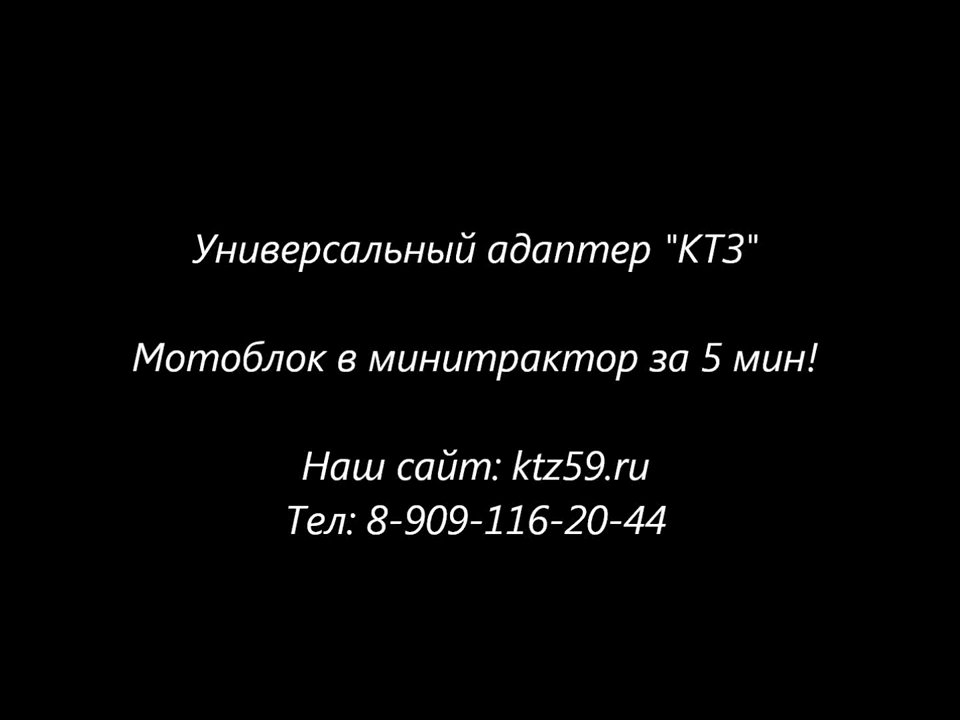 Универсальный адаптер "КТЗ"
Мотоблок в минитрактор за 5 мин!
Наш сайт: ktz59.ru
Тел: 8-909-116-20-44